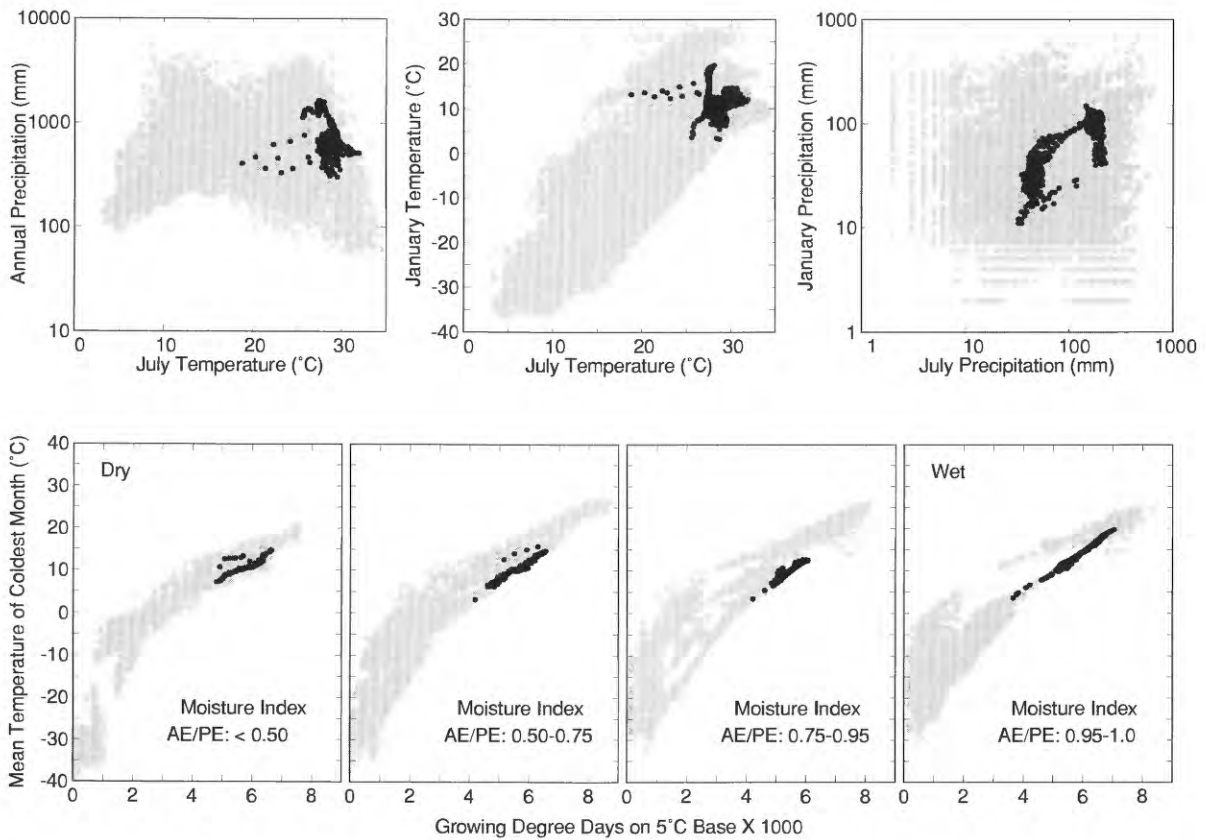 10000
1000
100
10
Annual Precipitation (mm)
0 10 20 30
July Temperature (˚C)
30
20
10
0
-10
-20
-30
-40
January Temperature (˚C)
0 10 20 30
July Temperature (˚C)
1000
100
10
1
January Precipitation (mm)
1 10 100 1000
July Precipitation (mm)
40
30
20
10
0
-10
-20
-30
-40
Mean Temperature of Coldest Month (˚C)
Dry
Moisture Index
AE/PE: < 0.50
0 2 4 6 8
Moisture Index
AE/PE: 0.50-0.75
0 2 4 6 8
Moisture Index
AE/PE: 0.75-0.95
0 2 4 6 8
Wet
Moisture Index
AE/PE: 0.95-1.0
0 2 4 6 8
Growing Degree Days on 5˚C Base X 1000